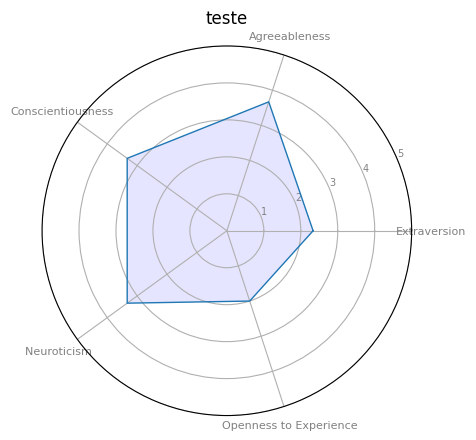 teste
Agreeableness
Conscientiousness
5
4
3
2
1
Extraversion
Neuroticism
Openness to Experience